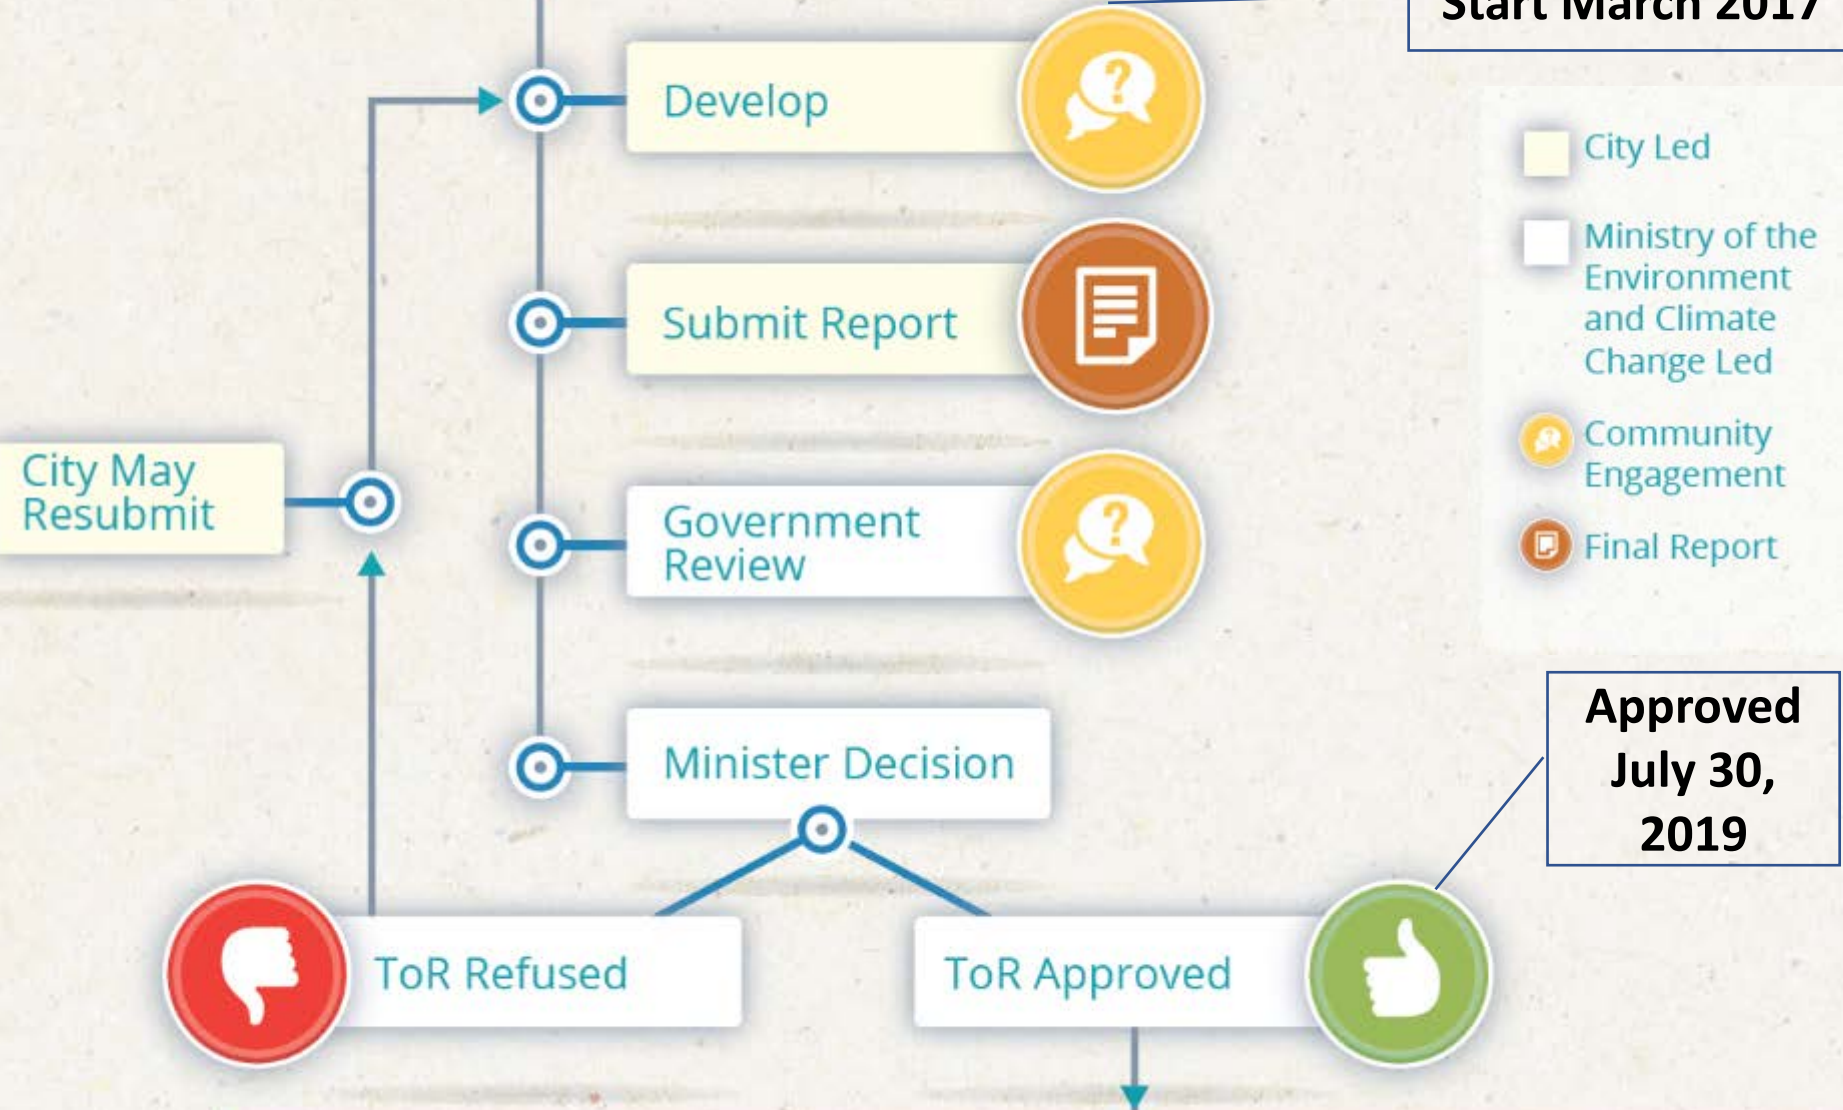 Start March 2017
Develop
City Led
Ministry of the
Environment
and Climate
Change Led
Submit Report
Community
Engagement
City May
Resubmit
Government
Review
Final Report
Approved
July 30,
2019
Minister Decision
ToR Refused
ToR Approved